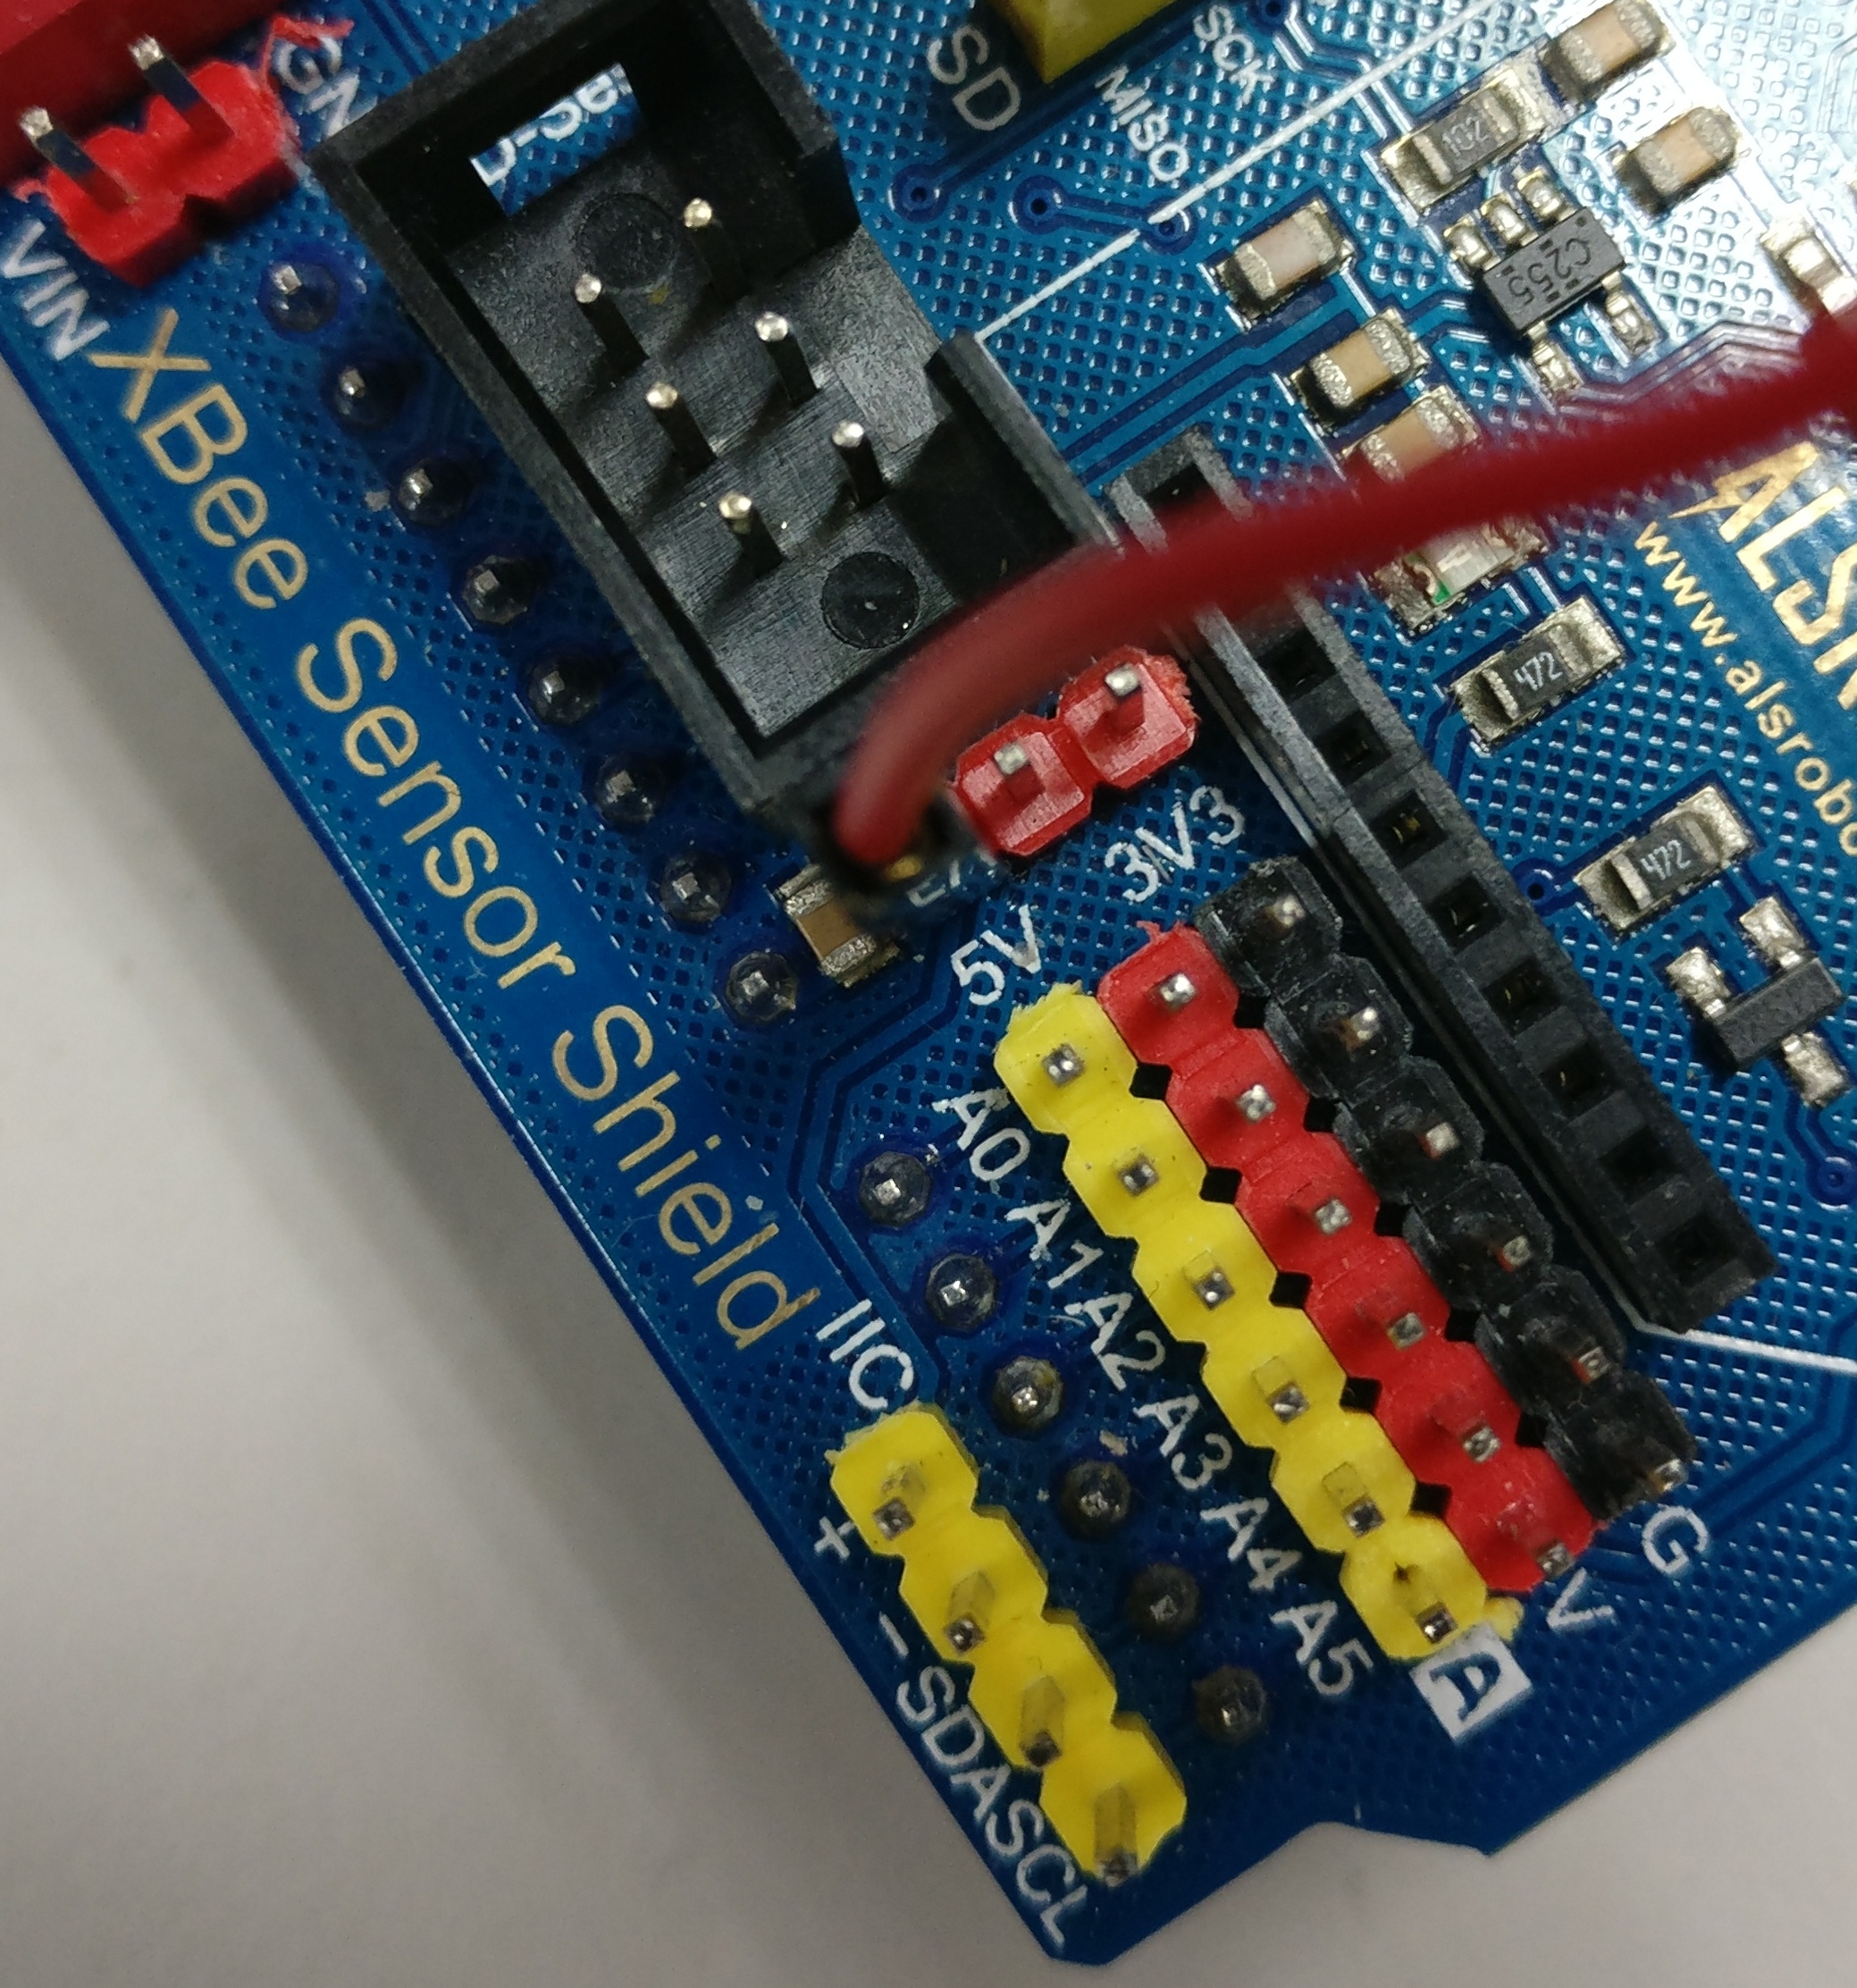 SD
SCK
MISO
VIN
102
C255
XBee Sensor Shield
472
www.alsrobo
3V3
472
5V
A0 A1 A2 A3 A4 A5
IIC
+
-
SDA
SCL
G
V
A